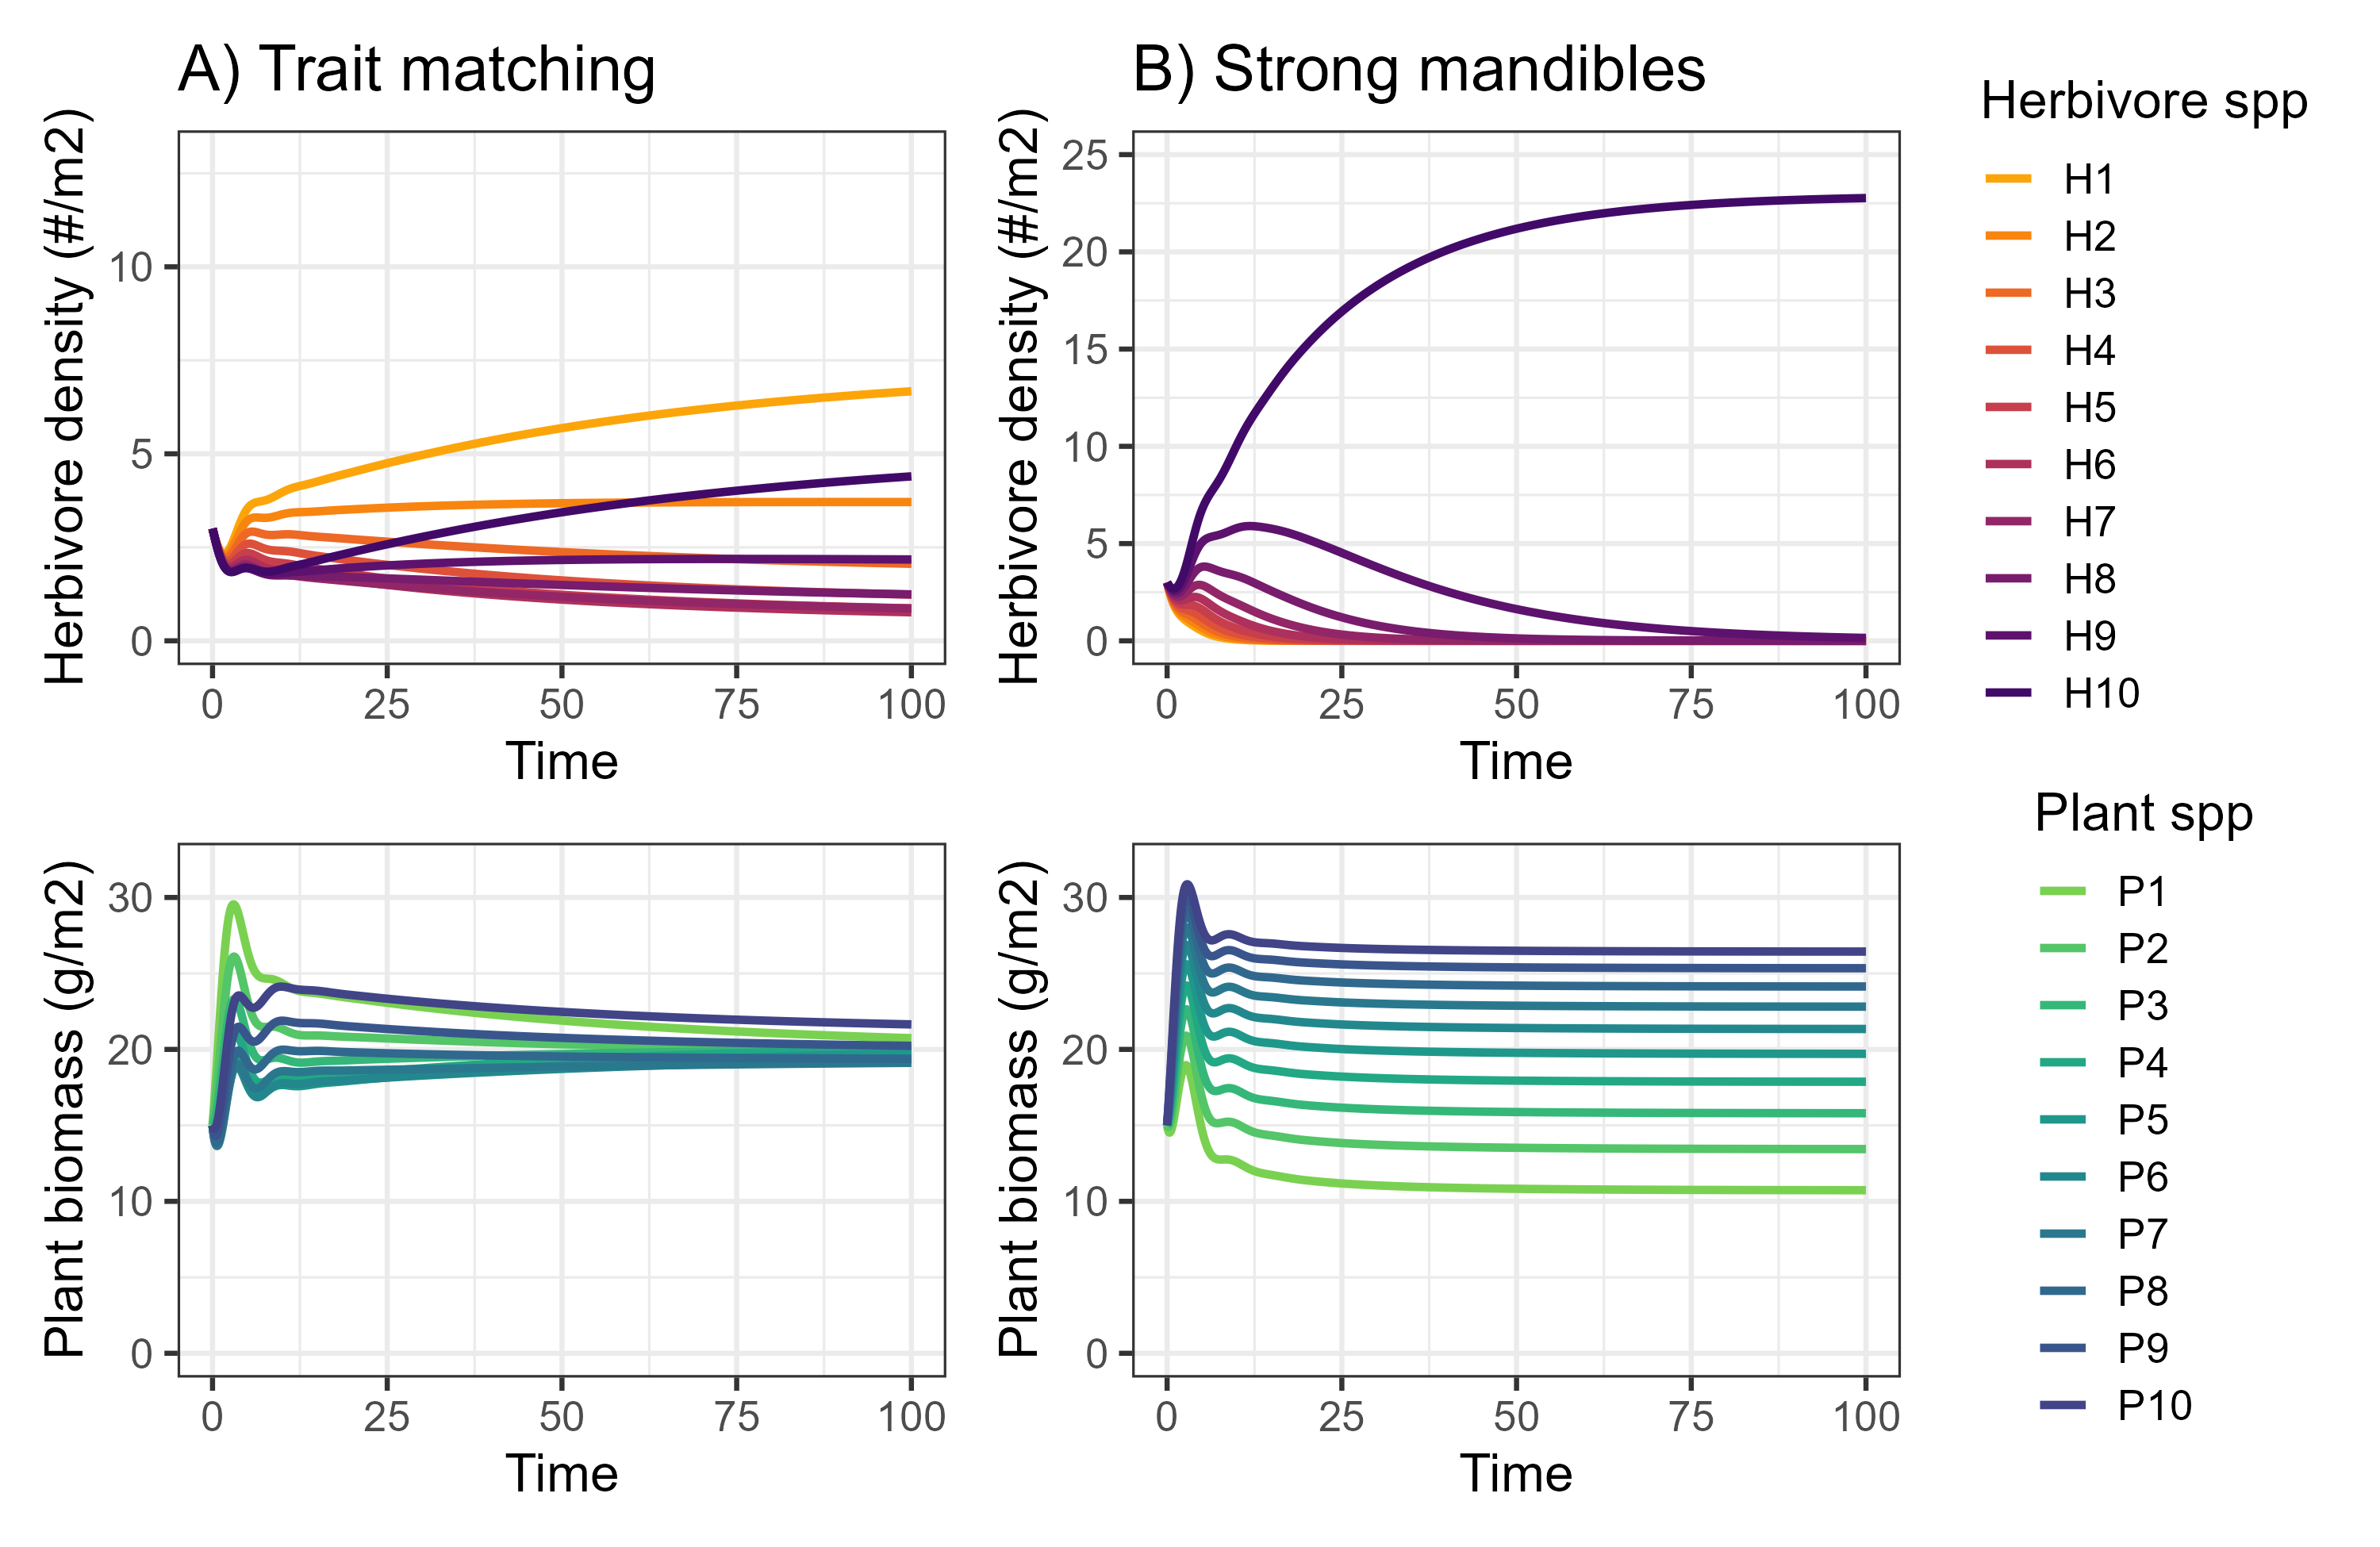 A) Trait matching
Herbivore density (#/m2)
10
5
0
0 25 50 75 100
Time
B) Strong mandibles
Herbivore density (#/m2)
25
20
15
10
5
0
0 25 50 75 100
Time
Herbivore spp
H1
H2
H3
H4
H5
H6
H7
H8
H9
H10
Plant biomass (g/m2)
30
20
10
0
0 25 50 75 100
Time
Plant biomass (g/m2)
30
20
10
0
0 25 50 75 100
Time
Plant spp
P1
P2
P3
P4
P5
P6
P7
P8
P9
P10